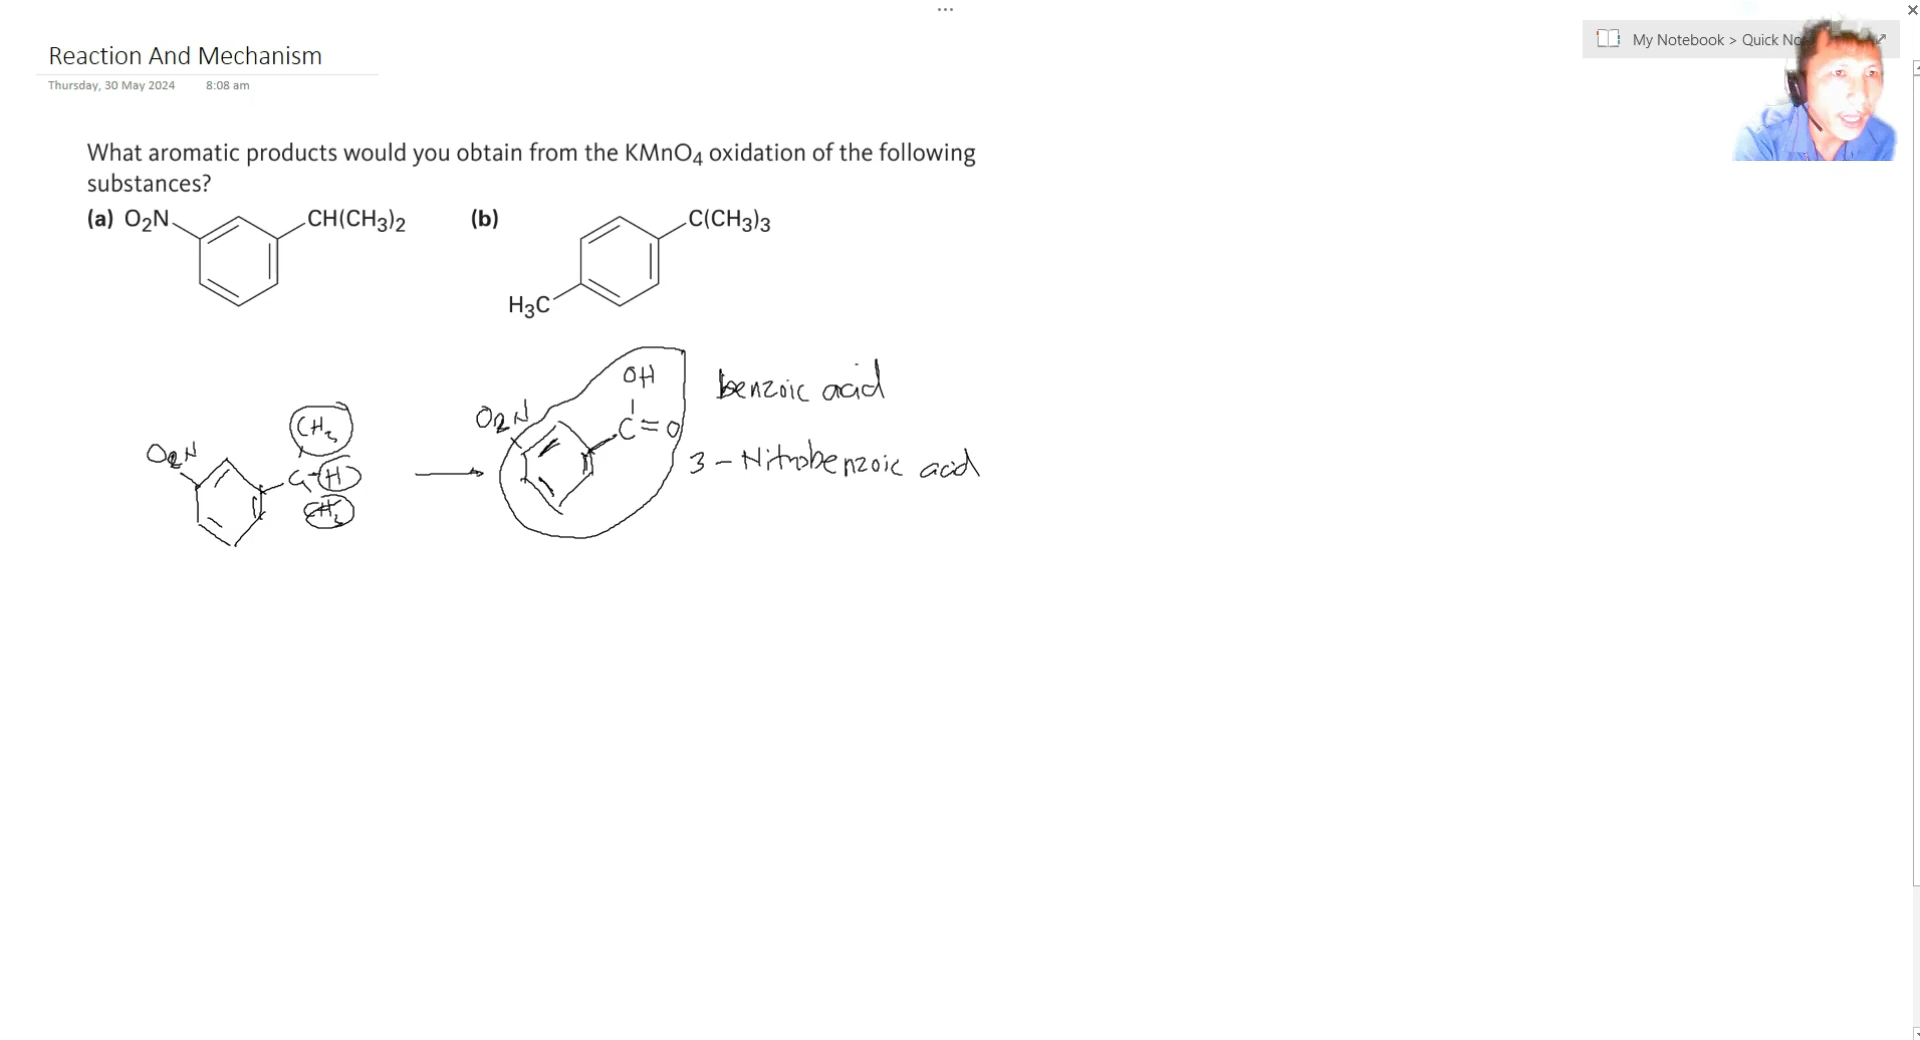 ...
My Notebook > Quick No
Reaction And Mechanism
Thursday, 30 May 2024 8:08 am
What aromatic products would you obtain from the KMnO4 oxidation of the following
substances?
(a) O2N CH(CH3)2 (b) C(CH3)3
H3C
OH
benzoic acid
O2N C=O
CH3
O2N C-H
3-Nitrobenzoic acid
CH3